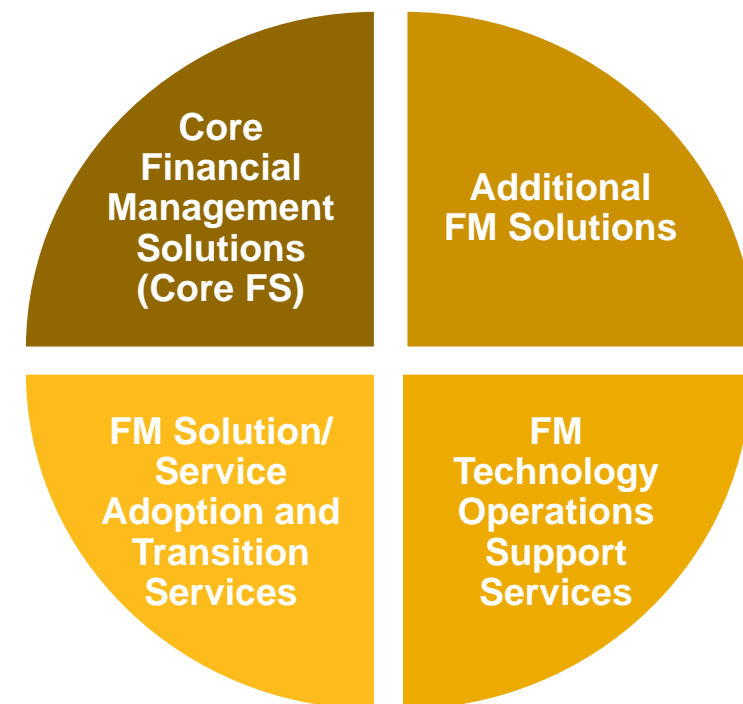 Core
Financial
Management
Solutions
(Core FS)
Additional
FM Solutions
FM Solution/
Service
Adoption and
Transition
Services
FM
Technology
Operations
Support
Services